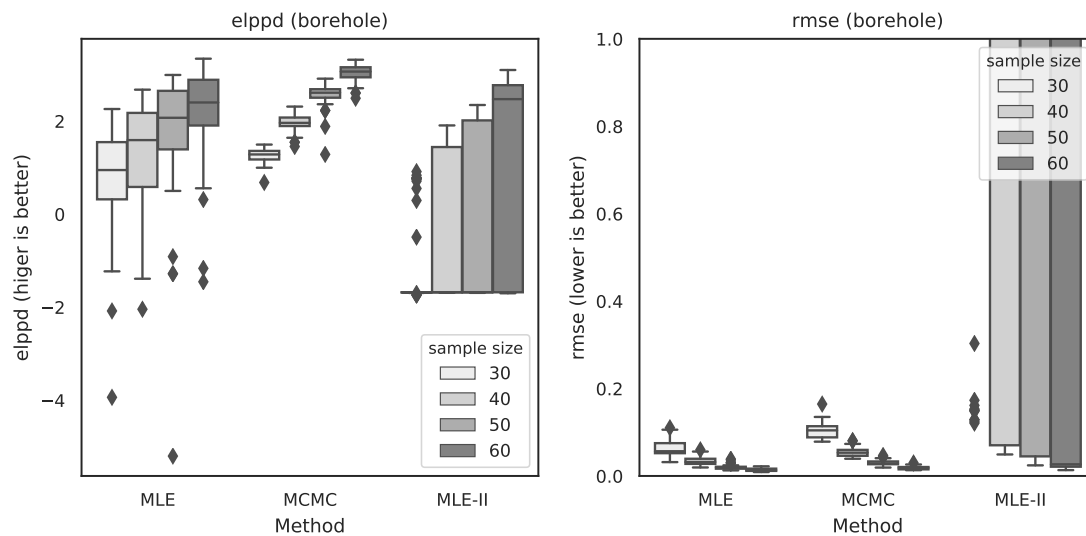 elppd (borehole)
elppd (higer is better)
2
0
−2
−4
sample size
30
40
50
60
MLE
MCMC
MLE-II
Method
rmse (borehole)
rmse (lower is better)
1.0
0.8
0.6
0.4
0.2
0.0
sample size
30
40
50
60
MLE
MCMC
MLE-II
Method